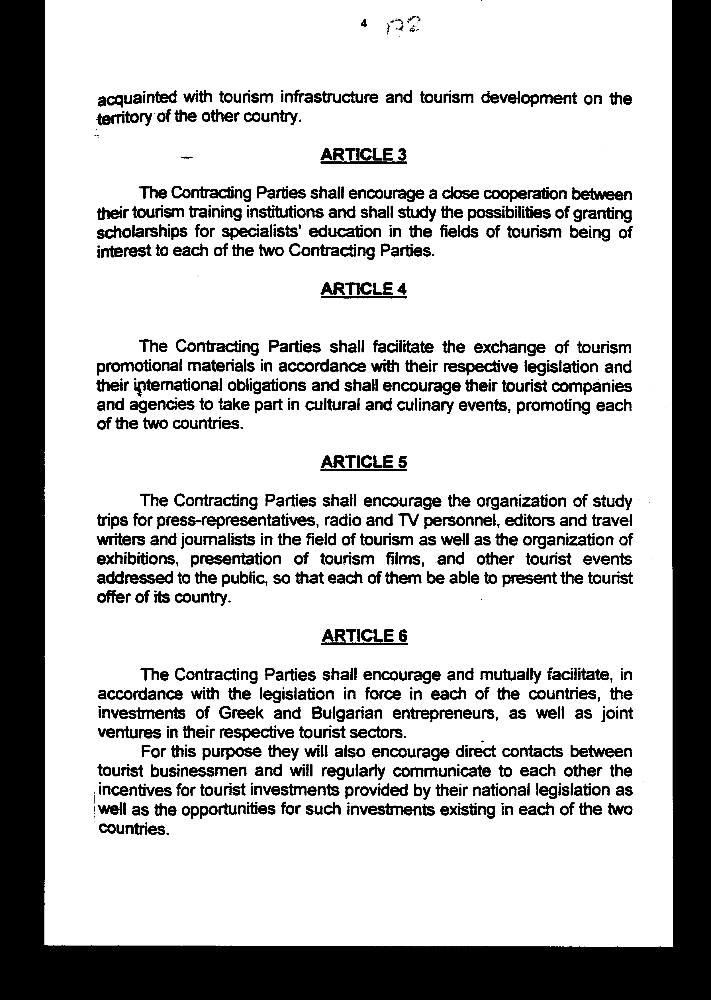 4 172
acquainted with tourism infrastructure and tourism development on the
territory of the other country.
ARTICLE 3
The Contracting Parties shall encourage a close cooperation between
their tourism training institutions and shall study the possibilities of granting
scholarships for specialists' education in the fields of tourism being of
interest to each of the two Contracting Parties.
ARTICLE 4
The Contracting Parties shall facilitate the exchange of tourism
promotional materials in accordance with their respective legislation and
their international obligations and shall encourage their tourist companies
and agencies to take part in cultural and culinary events, promoting each
of the two countries.
ARTICLE 5
The Contracting Parties shall encourage the organization of study
trips for press-representatives, radio and TV personnel, editors and travel
writers and journalists in the field of tourism as well as the organization of
exhibitions, presentation of tourism films, and other tourist events
addressed to the public, so that each of them be able to present the tourist
offer of its country.
ARTICLE 6
The Contracting Parties shall encourage and mutually facilitate, in
accordance with the legislation in force in each of the countries, the
investments of Greek and Bulgarian entrepreneurs, as well as joint
ventures in their respective tourist sectors.
For this purpose they will also encourage direct contacts between
tourist businessmen and will regularly communicate to each other the
incentives for tourist investments provided by their national legislation as
well as the opportunities for such investments existing in each of the two
countries.